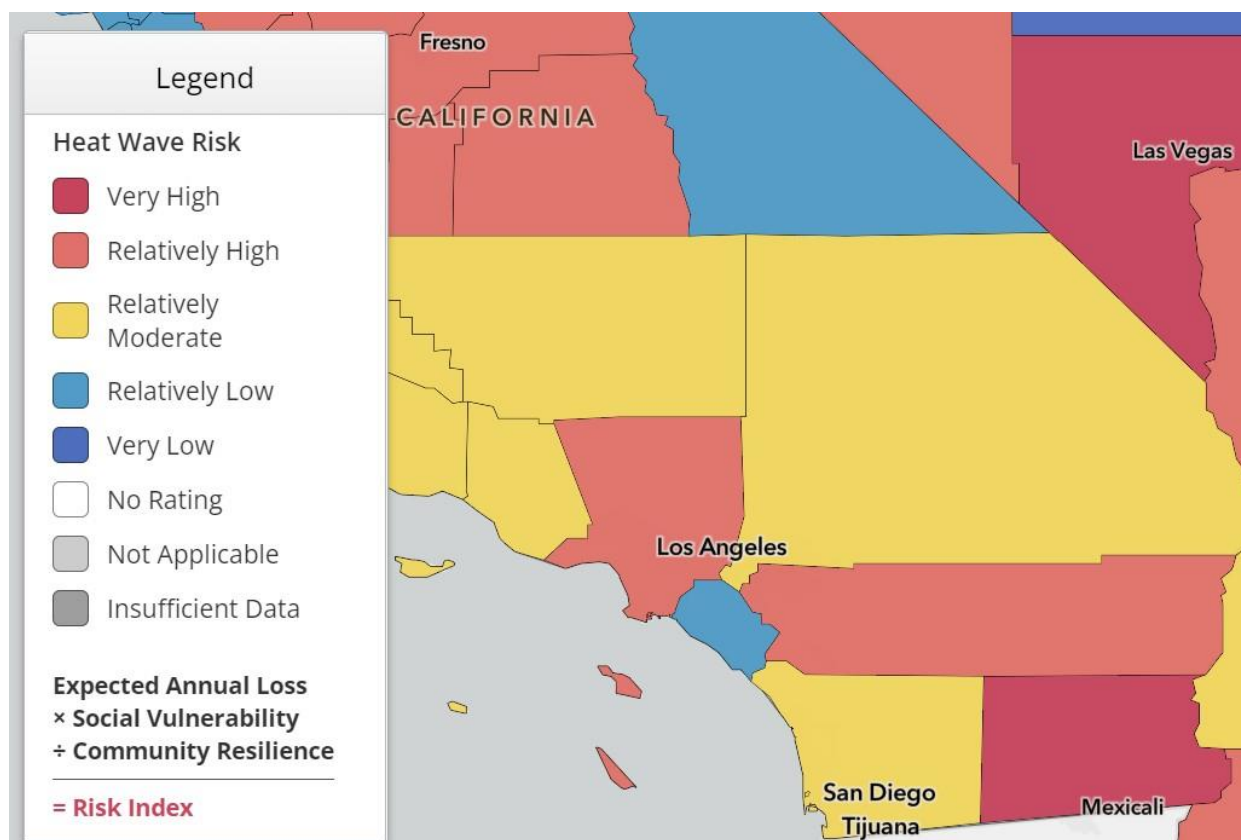 Legend
Heat Wave Risk
Very High
Relatively High
Relatively
Moderate
Relatively Low
Very Low
No Rating
Not Applicable
Insufficient Data
Expected Annual Loss
× Social Vulnerability
÷ Community Resilience
= Risk Index
Fresno
CALIFORNIA
Las Vegas
Los Angeles
San Diego
Tijuana
Mexicali